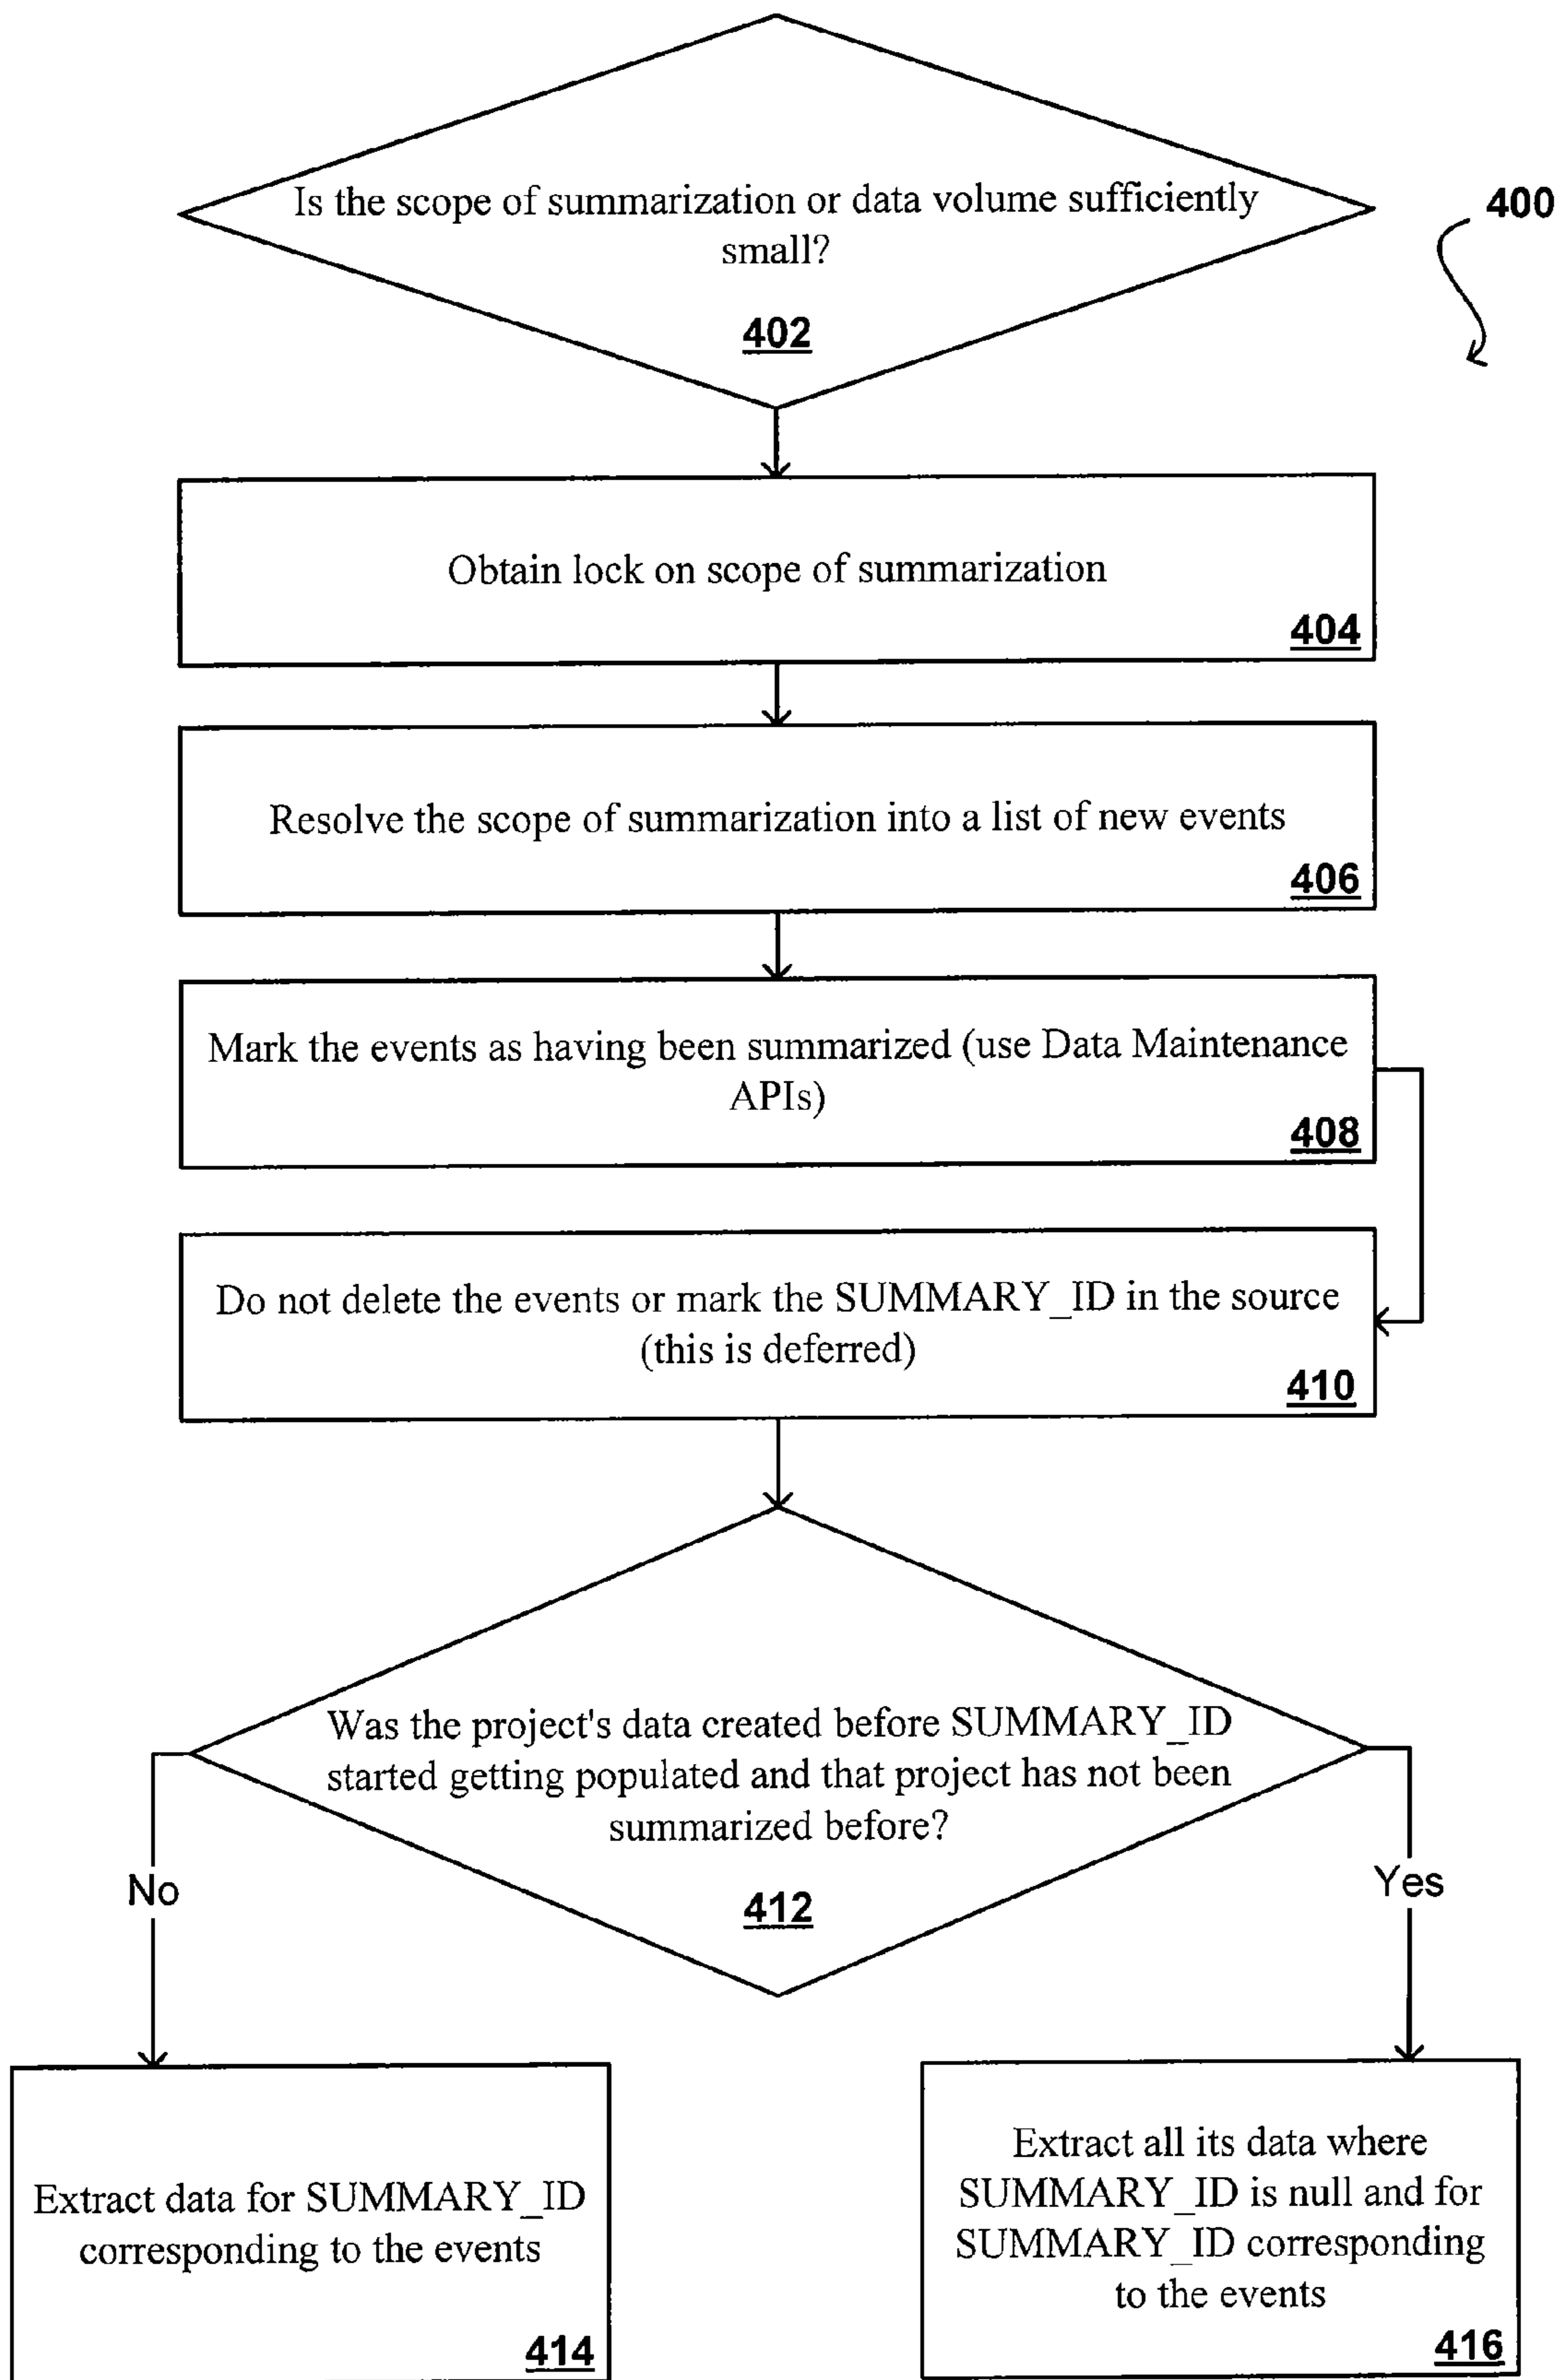 Is the scope of summarization or data volume sufficiently
small?
402
400
Obtain lock on scope of summarization
404
Resolve the scope of summarization into a list of new events
406
Mark the events as having been summarized (use Data Maintenance
APIs)
408
Do not delete the events or mark the SUMMARY_ID in the source
(this is deferred)
410
Was the project's data created before SUMMARY_ID
started getting populated and that project has not been
summarized before?
412
No
Yes
Extract data for SUMMARY_ID
corresponding to the events
414
Extract all its data where
SUMMARY_ID is null and for
SUMMARY_ID corresponding
to the events
416